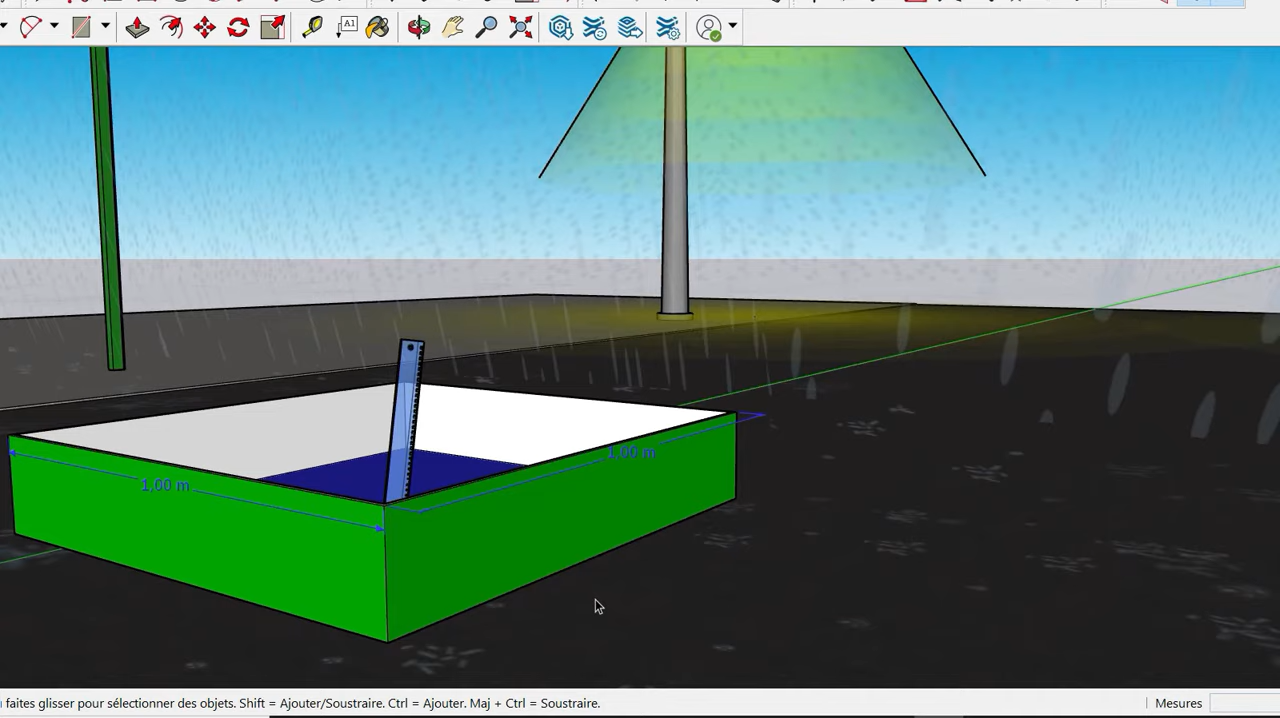 A1
1,00 m
1,00 m
faites glisser pour sélectionner des objets. Shift = Ajouter/Soustraire. Ctrl = Ajouter. Maj + Ctrl = Soustraire.
Mesures